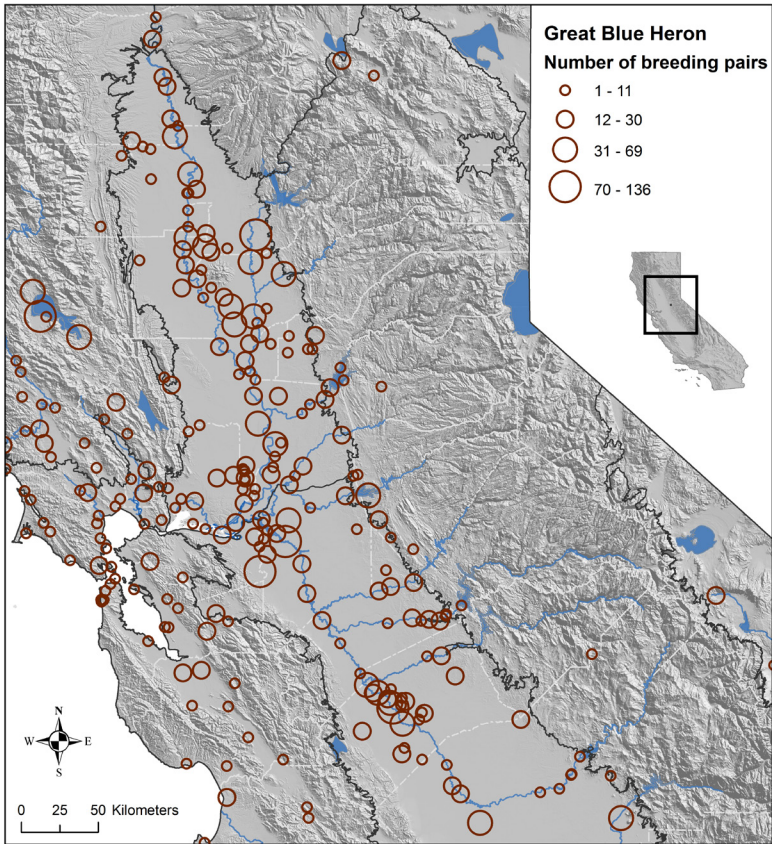 Great Blue Heron
Number of breeding pairs
1 - 11
12 - 30
31 - 69
70 - 136
N
W E
S
0 25 50 Kilometers